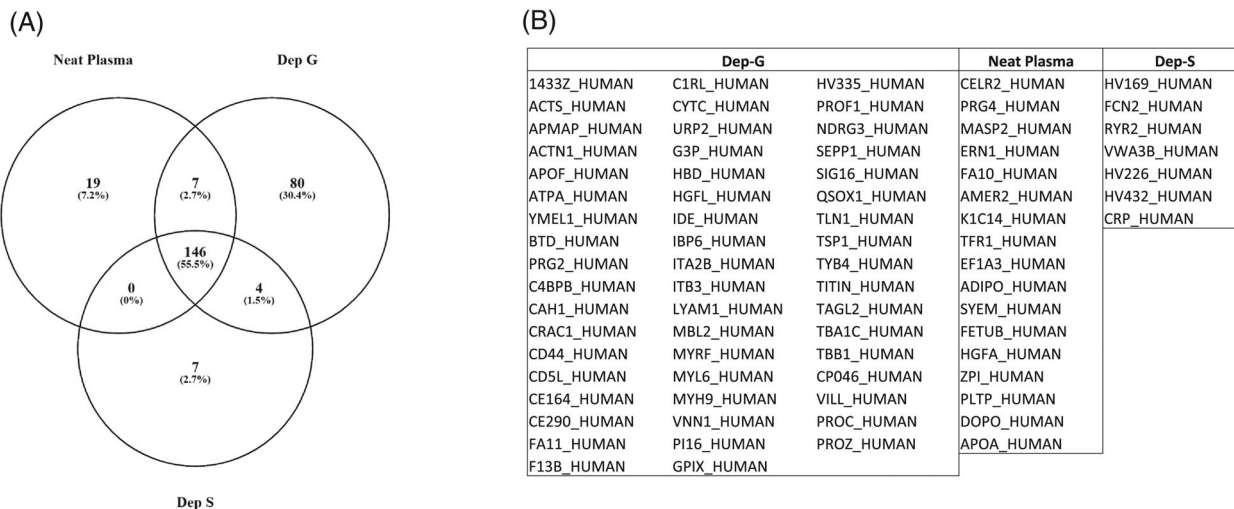 (A)
Neat Plasma Dep G
19 7 80
(7.2%) (2.7%) (30.4%)
146
(55.5%)
0 4
(0%) (1.5%)
7
(2.7%)
Dep S
(B)
Dep-G Neat Plasma Dep-S
1433Z_HUMAN C1RL_HUMAN HV335_HUMAN CELR2_HUMAN HV169_HUMAN
ACTS_HUMAN CYTC_HUMAN PROF1_HUMAN PRG4_HUMAN FCN2_HUMAN
APMAP_HUMAN URP2_HUMAN NDRG3_HUMAN MASP2_HUMAN RYR2_HUMAN
ACTN1_HUMAN G3P_HUMAN SEPP1_HUMAN ERN1_HUMAN VWA3B_HUMAN
APOF_HUMAN HBD_HUMAN SIG16_HUMAN FA10_HUMAN HV226_HUMAN
ATPA_HUMAN HGFL_HUMAN QSOX1_HUMAN AMER2_HUMAN HV432_HUMAN
YMEL1_HUMAN IDE_HUMAN TLN1_HUMAN K1C14_HUMAN CRP_HUMAN
BTD_HUMAN IBP6_HUMAN TSP1_HUMAN TFR1_HUMAN
PRG2_HUMAN ITA2B_HUMAN TYB4_HUMAN EF1A3_HUMAN
C4BPB_HUMAN ITB3_HUMAN TITIN_HUMAN ADIPO_HUMAN
CAH1_HUMAN LYAM1_HUMAN TAGL2_HUMAN SYEM_HUMAN
CRAC1_HUMAN MBL2_HUMAN TBA1C_HUMAN FETUB_HUMAN
CD44_HUMAN MYRF_HUMAN TBB1_HUMAN HGFA_HUMAN
CD5L_HUMAN MYL6_HUMAN CP046_HUMAN ZPI_HUMAN
CE164_HUMAN MYH9_HUMAN VILL_HUMAN PLTP_HUMAN
CE290_HUMAN VNN1_HUMAN PROC_HUMAN DOPO_HUMAN
FA11_HUMAN PI16_HUMAN PROZ_HUMAN APOA_HUMAN
F13B_HUMAN GPIX_HUMAN